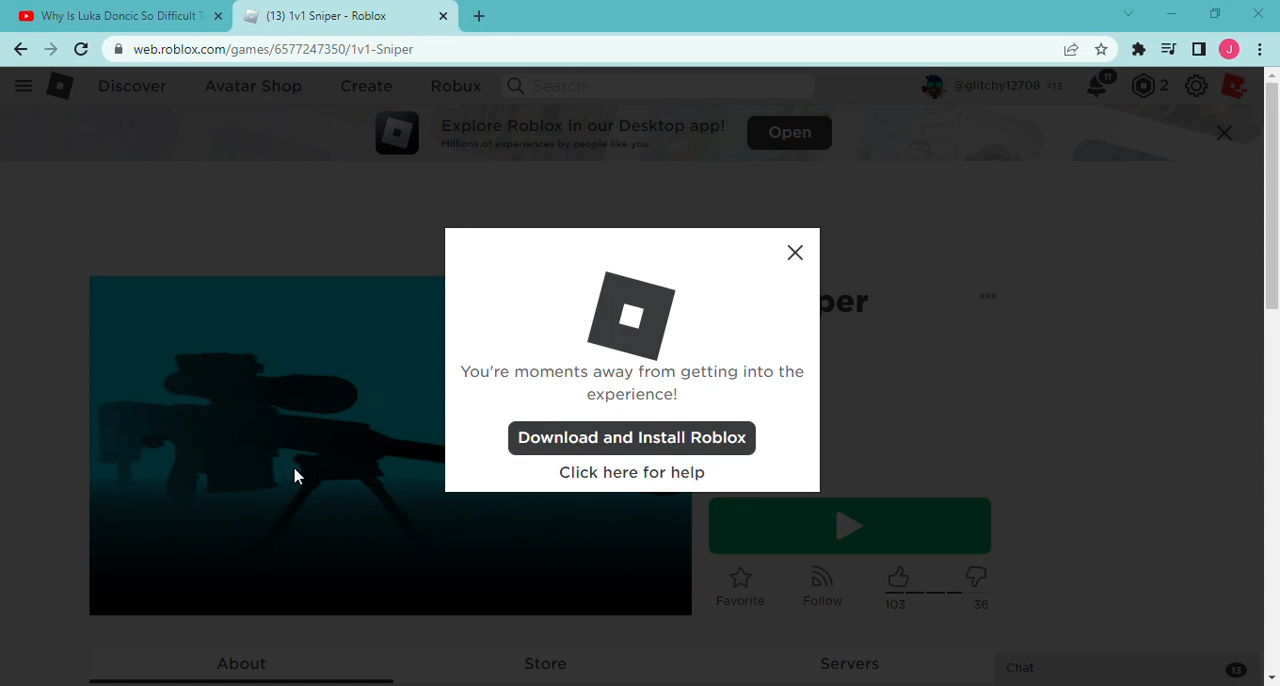 Why Is Luka Doncic So Difficult
(13) 1v1 Sniper - Roblox
web.roblox.com/games/6577247350/1v1-Sniper
J
Discover Avatar Shop Create Robux Search @glitchy12708 <13 11 2
Explore Roblox in our Desktop app!
Millions of experiences by people like you
Open
per
You're moments away from getting into the
experience!
Download and Install Roblox
Click here for help
Favorite Follow 103 36
About Store Servers
Chat 13